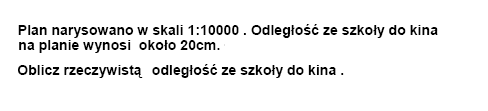 Plan narysowano w skali 1:10000 . Odległość ze szkoły do kina
na planie wynosi około 20cm.
Oblicz rzeczywistą odległość ze szkoły do kina .